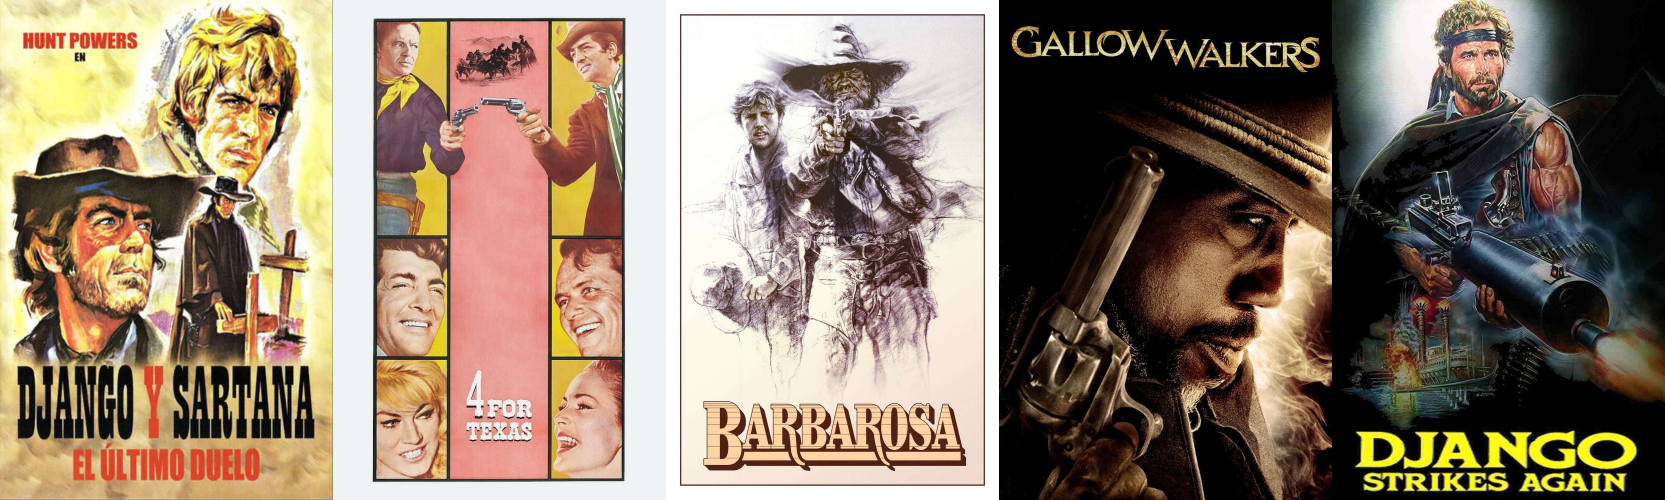 HUNT POWERS
EN
DJANGO Y SARTANA
EL ÚLTIMO DUELO
4 FOR
TEXAS
BARBAROSA
GALLOWWALKERS
DJANGO
STRIKES AGAIN